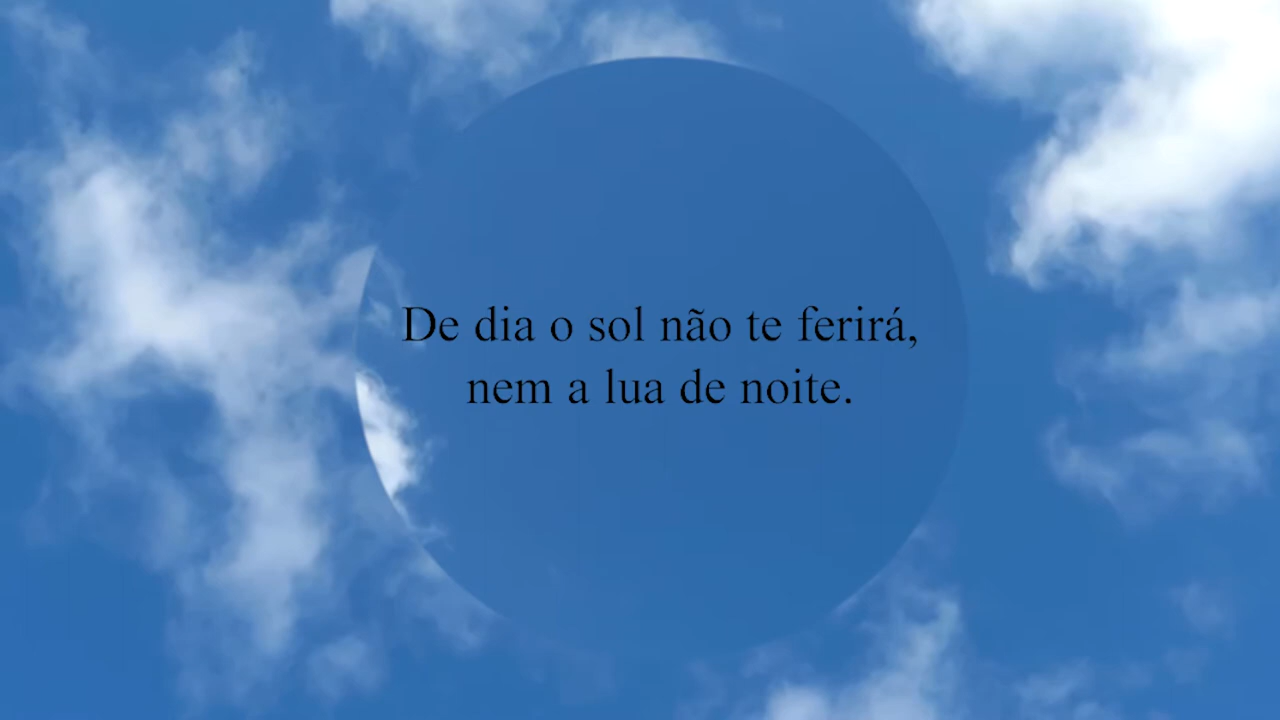 De dia o sol não te ferirá,
nem a lua de noite.